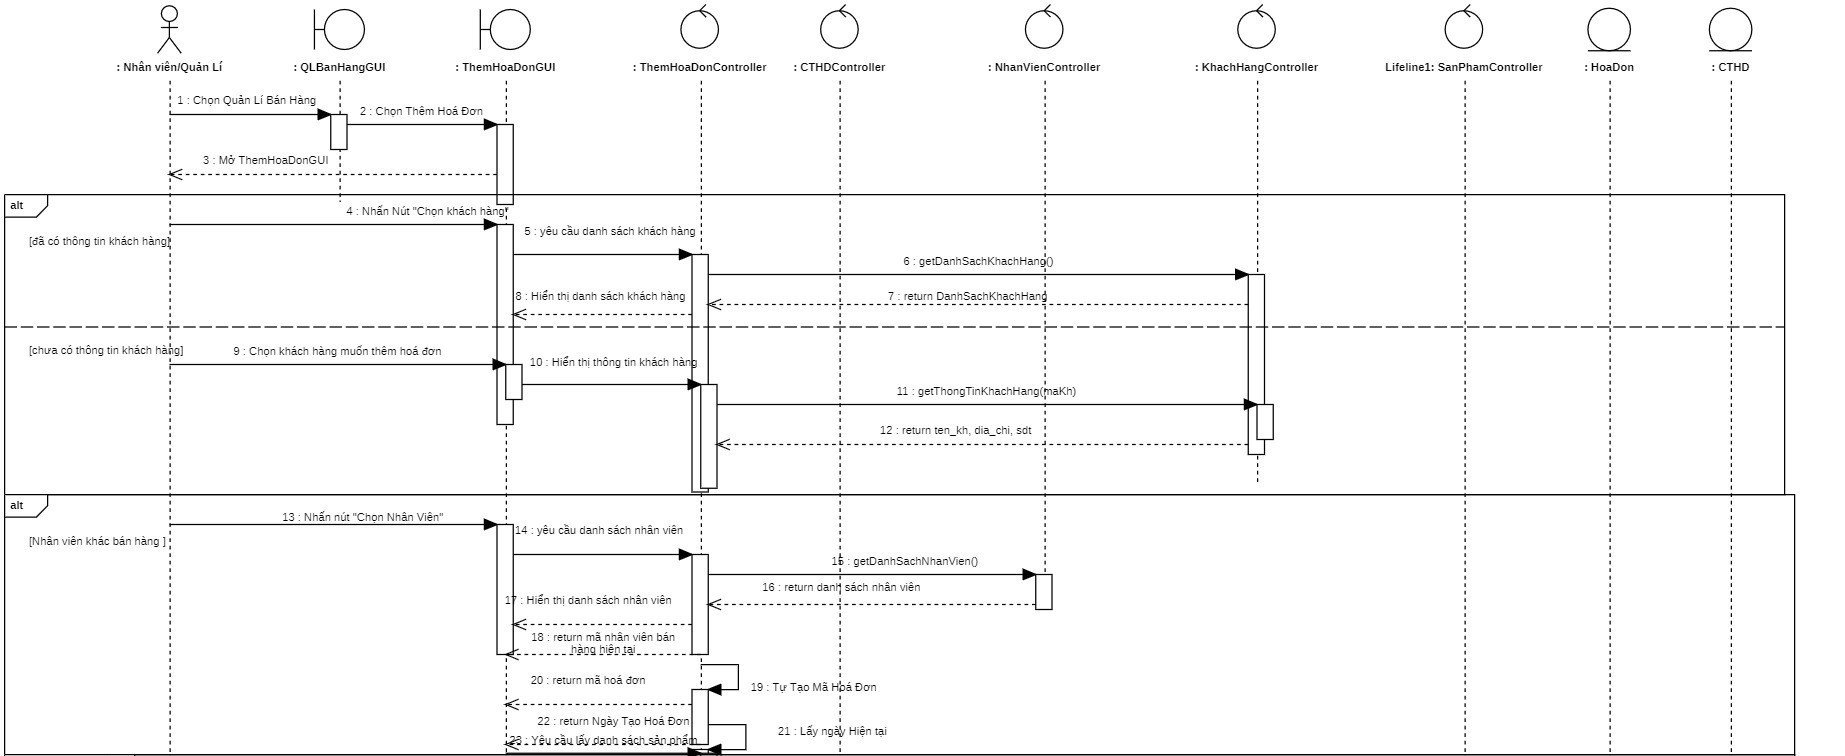 : Nhân viên/Quản Lí
: QLBanHangGUI
: ThemHoaDonGUI
: ThemHoaDonController
: CTHDController
: NhanVienController
: KhachHangController
Lifeline1: SanPhamController
: HoaDon
: CTHD
1 : Chọn Quản Lí Bán Hàng
2 : Chọn Thêm Hoá Đơn
3 : Mở ThemHoaDonGUI
alt
4 : Nhấn Nút "Chọn khách hàng"
5 : yêu cầu danh sách khách hàng
[đã có thông tin khách hàng]
6 : getDanhSachKhachHang()
8 : Hiển thị danh sách khách hàng
7 : return DanhSachKhachHang
[chưa có thông tin khách hàng]
9 : Chọn khách hàng muốn thêm hoá đơn
10 : Hiển thị thông tin khách hàng
11 : getThongTinKhachHang(maKh)
12 : return ten_kh, dia_chi, sdt
alt
13 : Nhấn nút "Chọn Nhân Viên"
14 : yêu cầu danh sách nhân viên
[Nhân viên khác bán hàng ]
15 : getDanhSachNhanVien()
16 : return danh sách nhân viên
17 : Hiển thị danh sách nhân viên
18 : return mã nhân viên bán
hàng hiện tại
20 : return mã hoá đơn
19 : Tự Tạo Mã Hoá Đơn
22 : return Ngày Tạo Hoá Đơn
21 : Lấy ngày Hiện tại
23 : Yêu cầu lấy danh sách sản phẩm